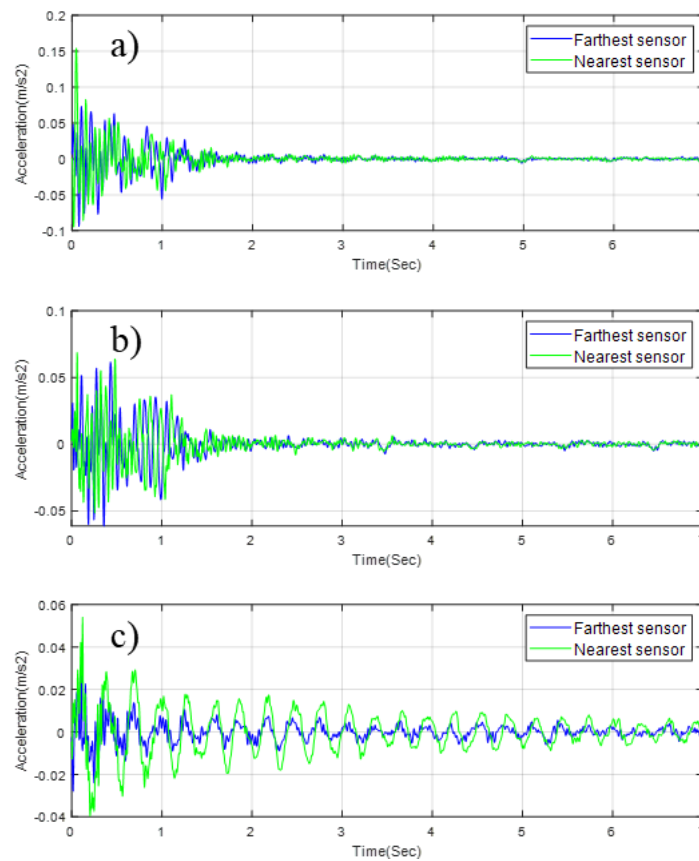 a)
Farthest sensor
Nearest sensor
Acceleration(m/s2)
0.2
0.15
0.1
0.05
0
-0.05
-0.1
0 1 2 3 4 5 6
Time(Sec)
b)
Farthest sensor
Nearest sensor
Acceleration(m/s2)
0.1
0.05
0
-0.05
0 1 2 3 4 5 6
Time(Sec)
c)
Farthest sensor
Nearest sensor
Acceleration(m/s2)
0.06
0.04
0.02
0
-0.02
-0.04
0 1 2 3 4 5 6
Time(Sec)